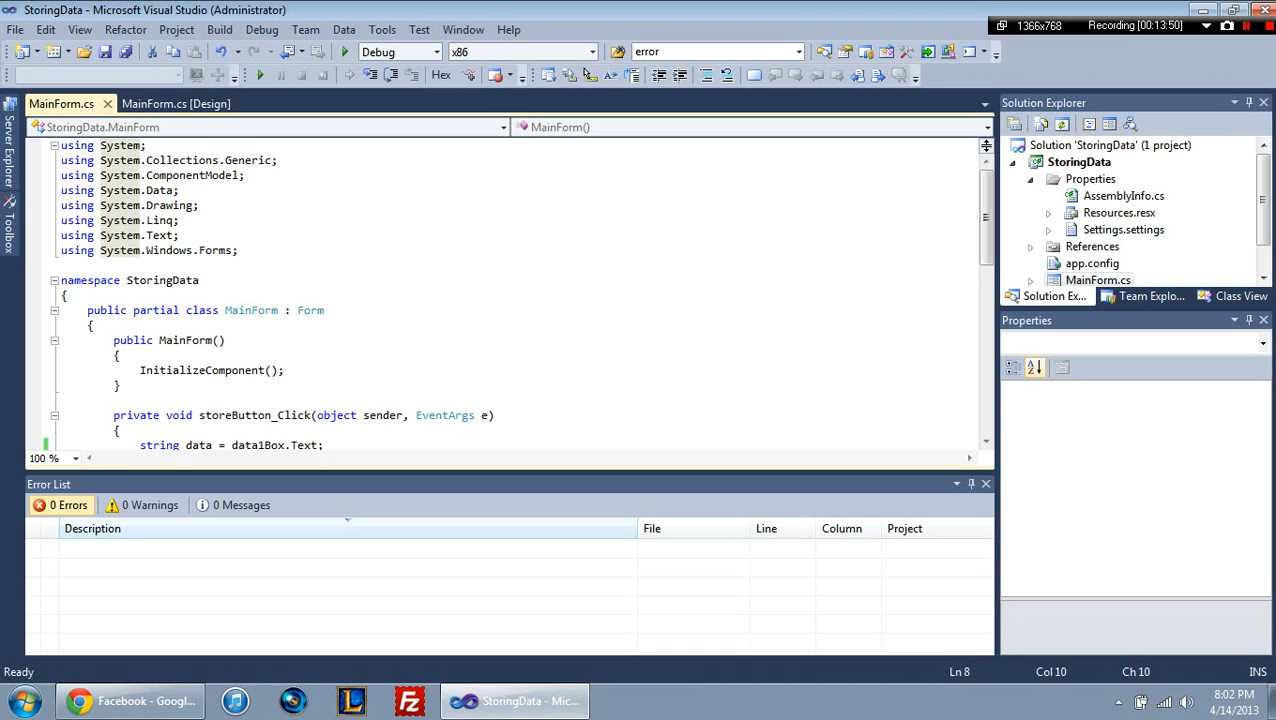 StoringData - Microsoft Visual Studio (Administrator)
File Edit View Refactor Project Build Debug Team Data Tools Test Window Help
1366x768 Recording [00:13:50]
Debug x86 error
Hex
MainForm.cs MainForm.cs [Design] Solution Explorer
StoringData.MainForm MainForm()
using System;
using System.Collections.Generic;
using System.ComponentModel;
using System.Data;
using System.Drawing;
using System.Linq;
using System.Text;
using System.Windows.Forms;
namespace StoringData
{
public partial class MainForm : Form
{
public MainForm()
{
InitializeComponent();
}
private void storeButton_Click(object sender, EventArgs e)
{
string data = data1Box.Text;
100 %
Server Explorer
Toolbox
Solution 'StoringData' (1 project)
StoringData
Properties
AssemblyInfo.cs
Resources.resx
Settings.settings
References
app.config
MainForm.cs
Solution Ex... Team Explo... Class View
Properties
Error List
0 Errors 0 Warnings 0 Messages
Description File Line Column Project
Ready Ln 8 Col 10 Ch 10 INS
Facebook - Googl... L Fz StoringData - Mic...
8:02 PM
4/14/2013